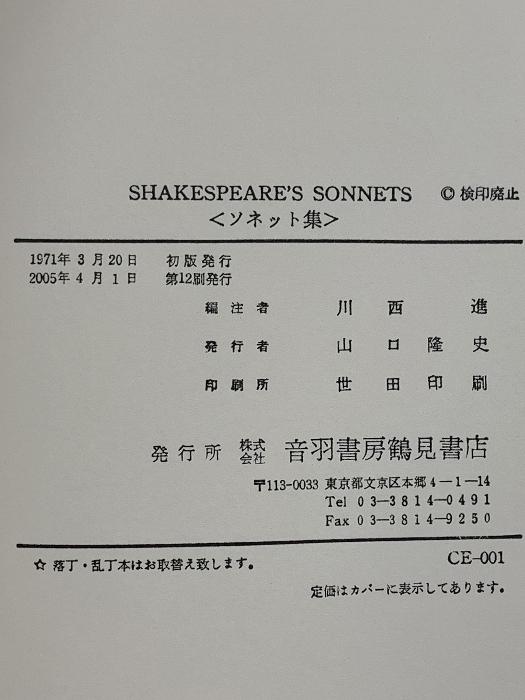 SHAKESPEARE'S SONNETS © 検印廃止
＜ソネット集＞
1971年 3 月 20 日 初版発行
2005年 4 月 1 日 第12刷発行
編注者 川西 進
発行者 山口隆史
印刷所 世田印刷
発行所 株式会社 音羽書房鶴見書店
〒113-0033 東京都文京区本郷 4－1－14
Tel 03－3814－0491
Fax 03－3814－9250
☆ 落丁・乱丁本はお取替え致します。 CE-001
定価はカバーに表示してあります。